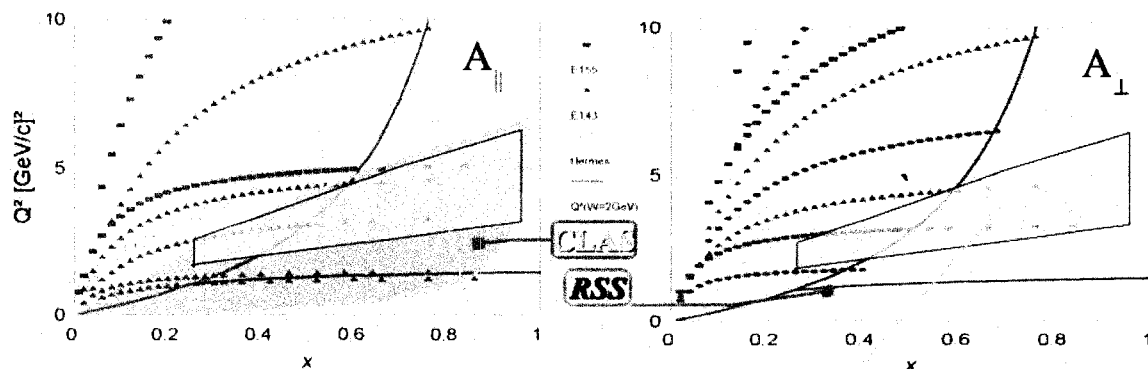 10
5
0
Q² [GeV/c]²
0
0.2
0.4
0.6
0.8
1
x
A∥
E155
E143
Hermes
Q²(W=2GeV)
CLAS
RSS
10
5
0
0
0.2
0.4
0.6
0.8
1
x
A⊥